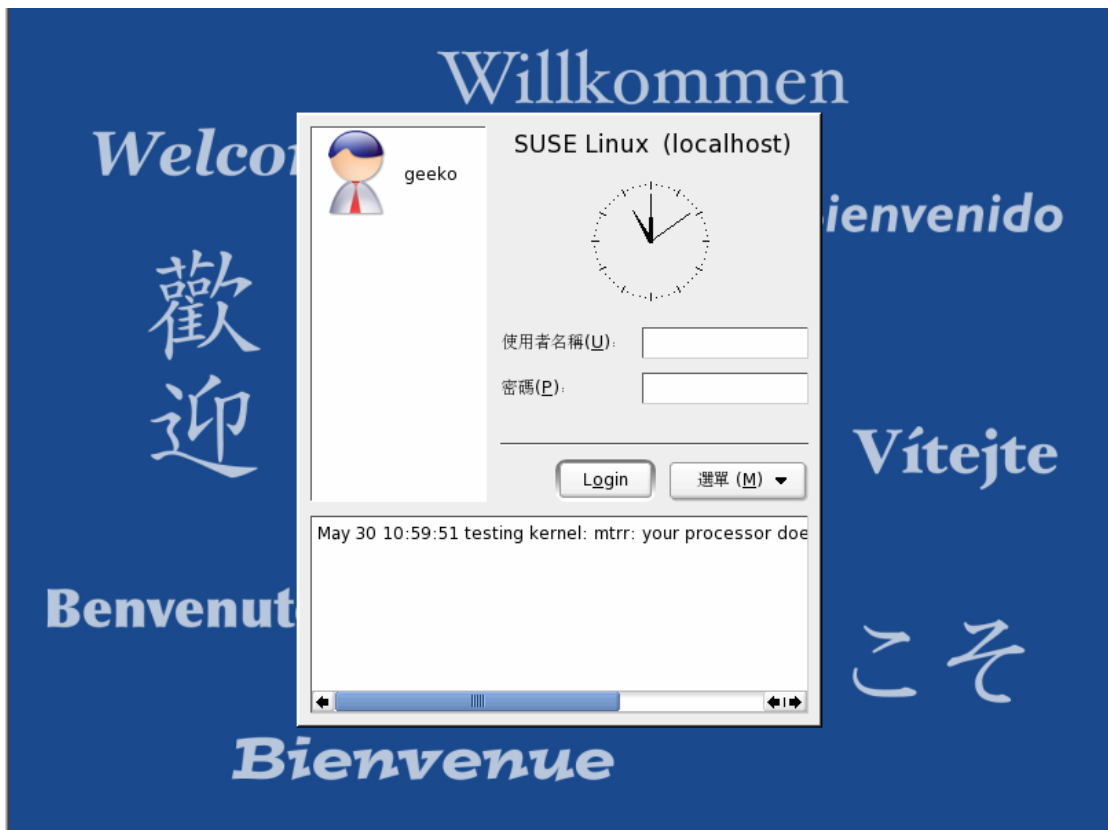 Willkommen
Welco
SUSE Linux (localhost)
geeko
ienvenido
歡
迎
使用者名稱(U):
密碼(P):
Vítejte
Login
選單 (M)
May 30 10:59:51 testing kernel: mtrr: your processor doe
Benvenut
こそ
Bienvenue